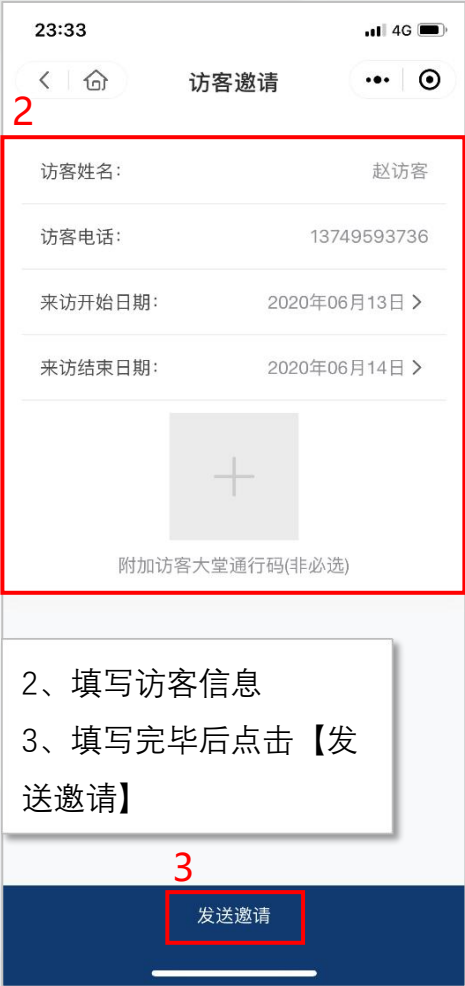 23:33
4G
访客邀请
2
访客姓名：
赵访客
访客电话：
13749593736
来访开始日期：
2020年06月13日
来访结束日期：
2020年06月14日
附加访客大堂通行码(非必选)
2、填写访客信息
3、填写完毕后点击【发
送邀请】
3
发送邀请